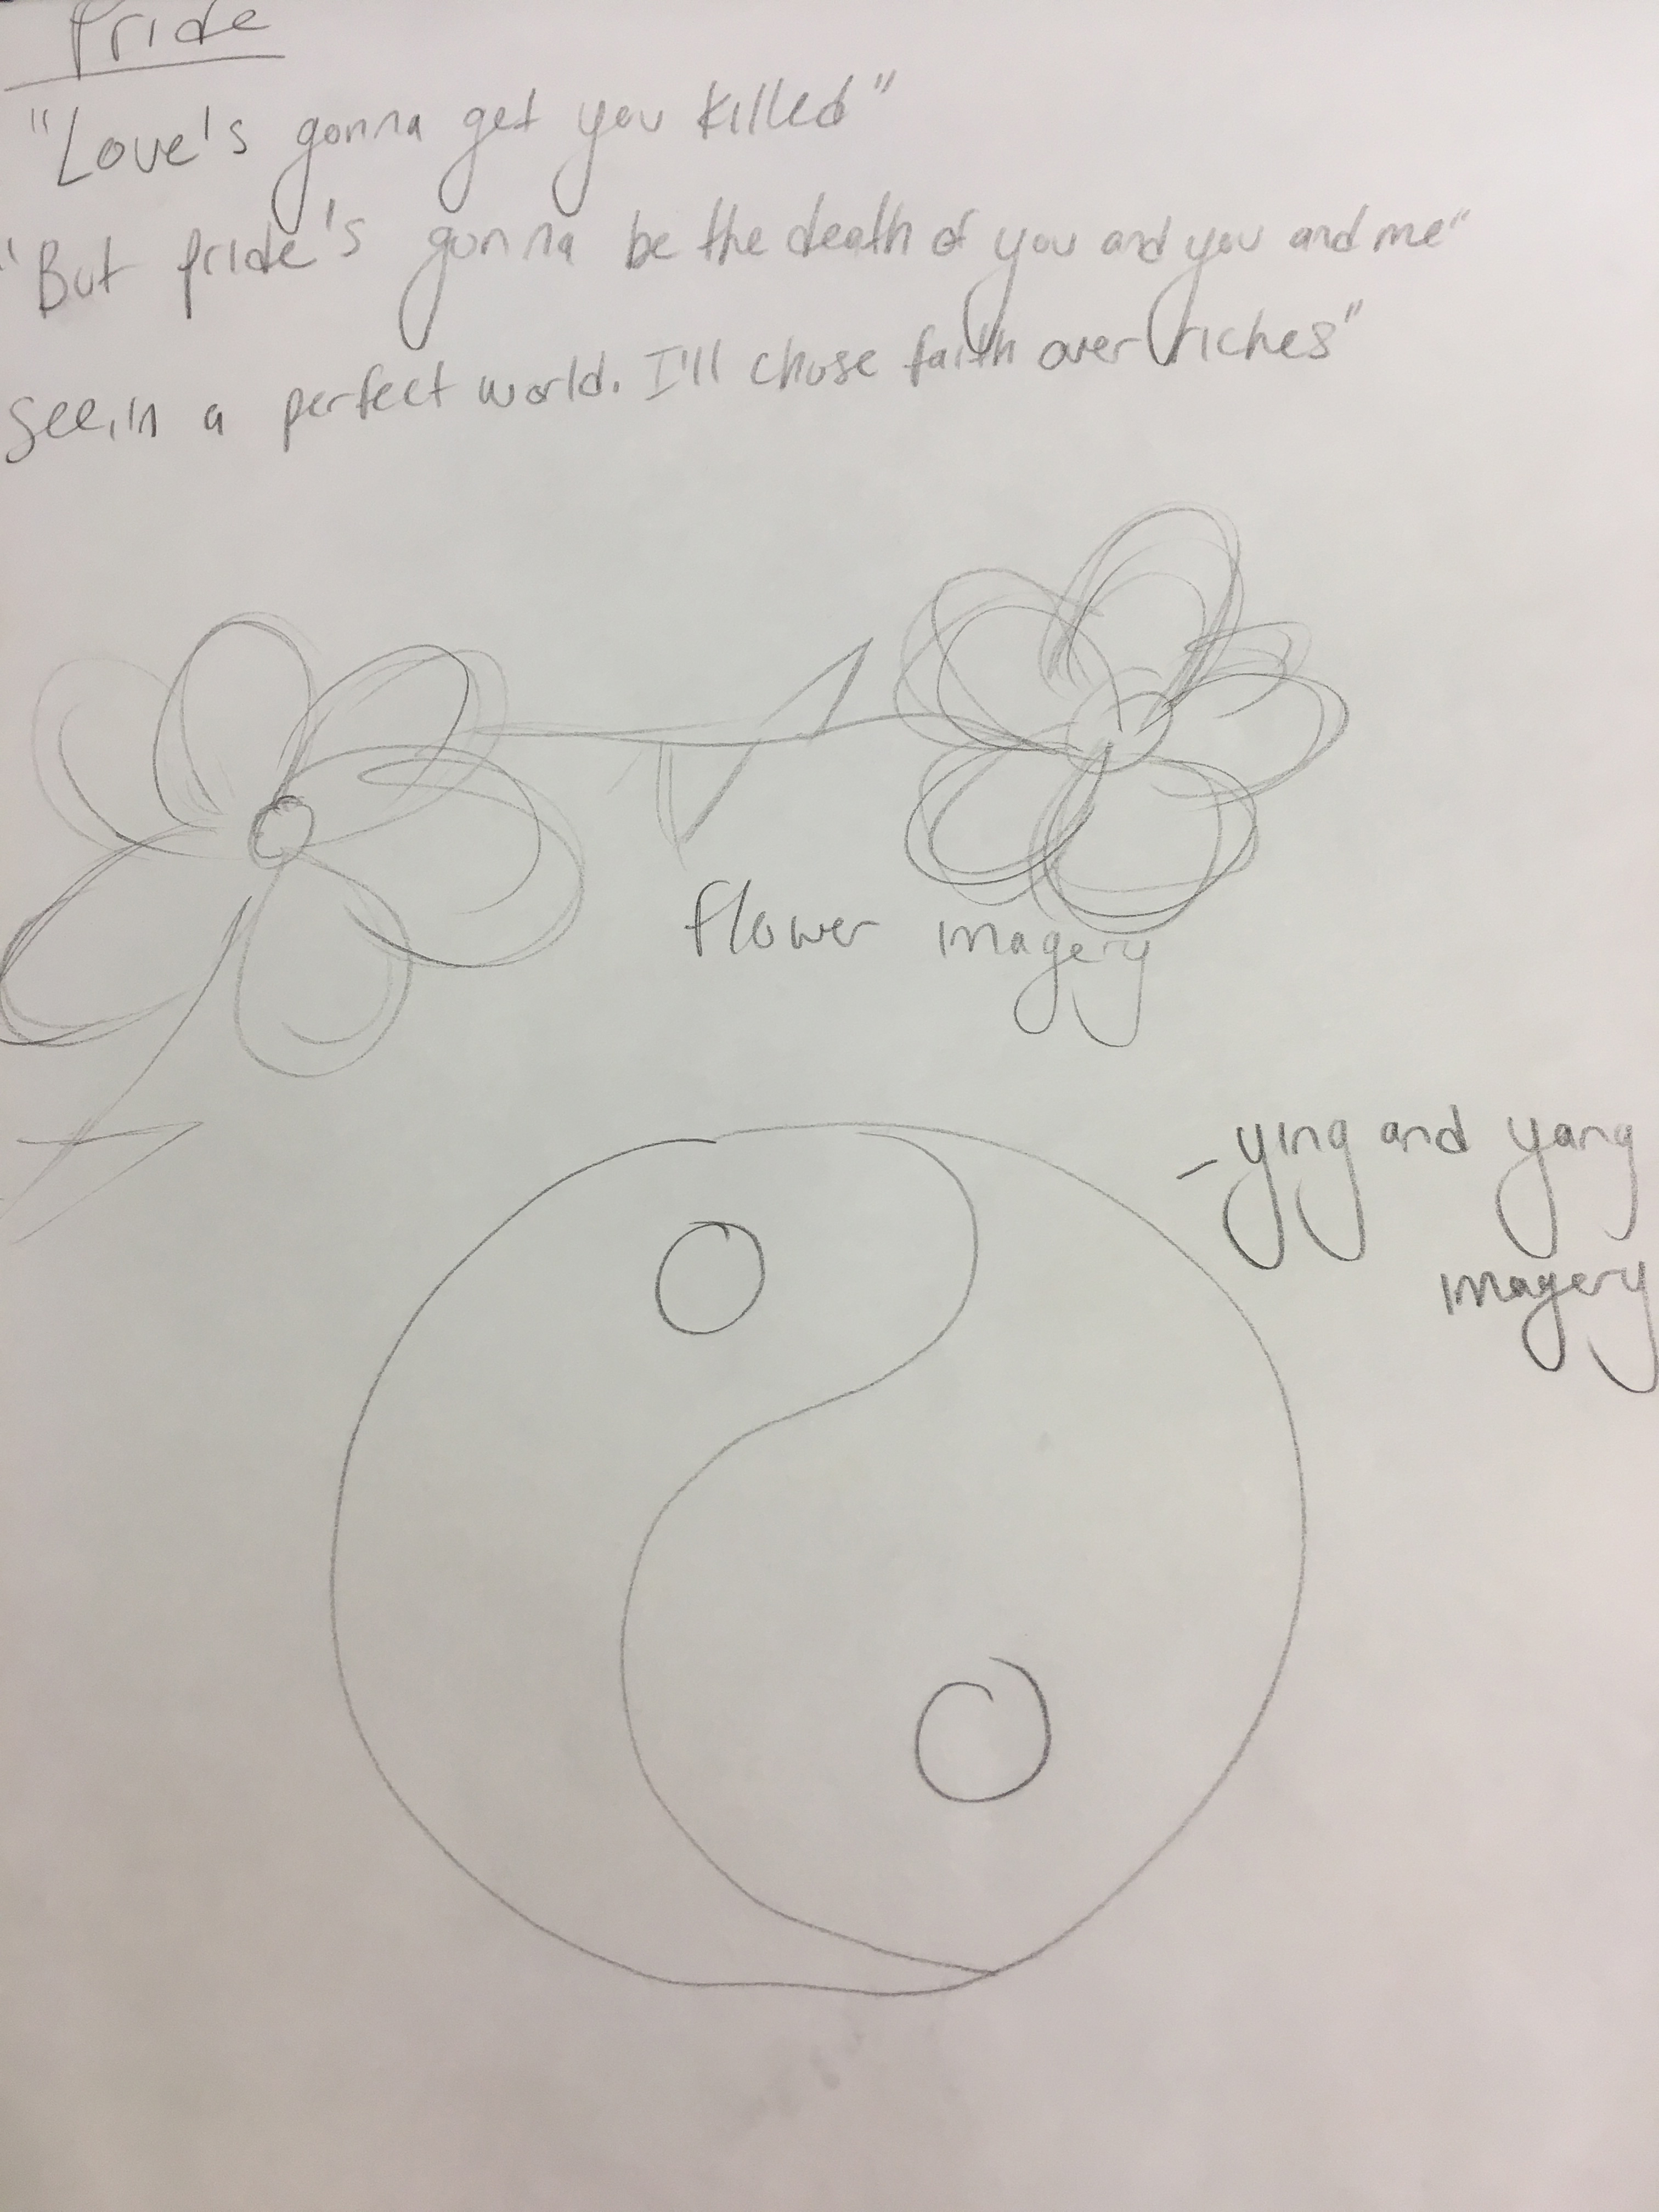 Pride
"Love's gonna get you killed"
"But pride's gonna be the death of you and you and me"
See, in a perfect world. I'll chose faith over riches"
flower imagery
- ying and yang
imagery